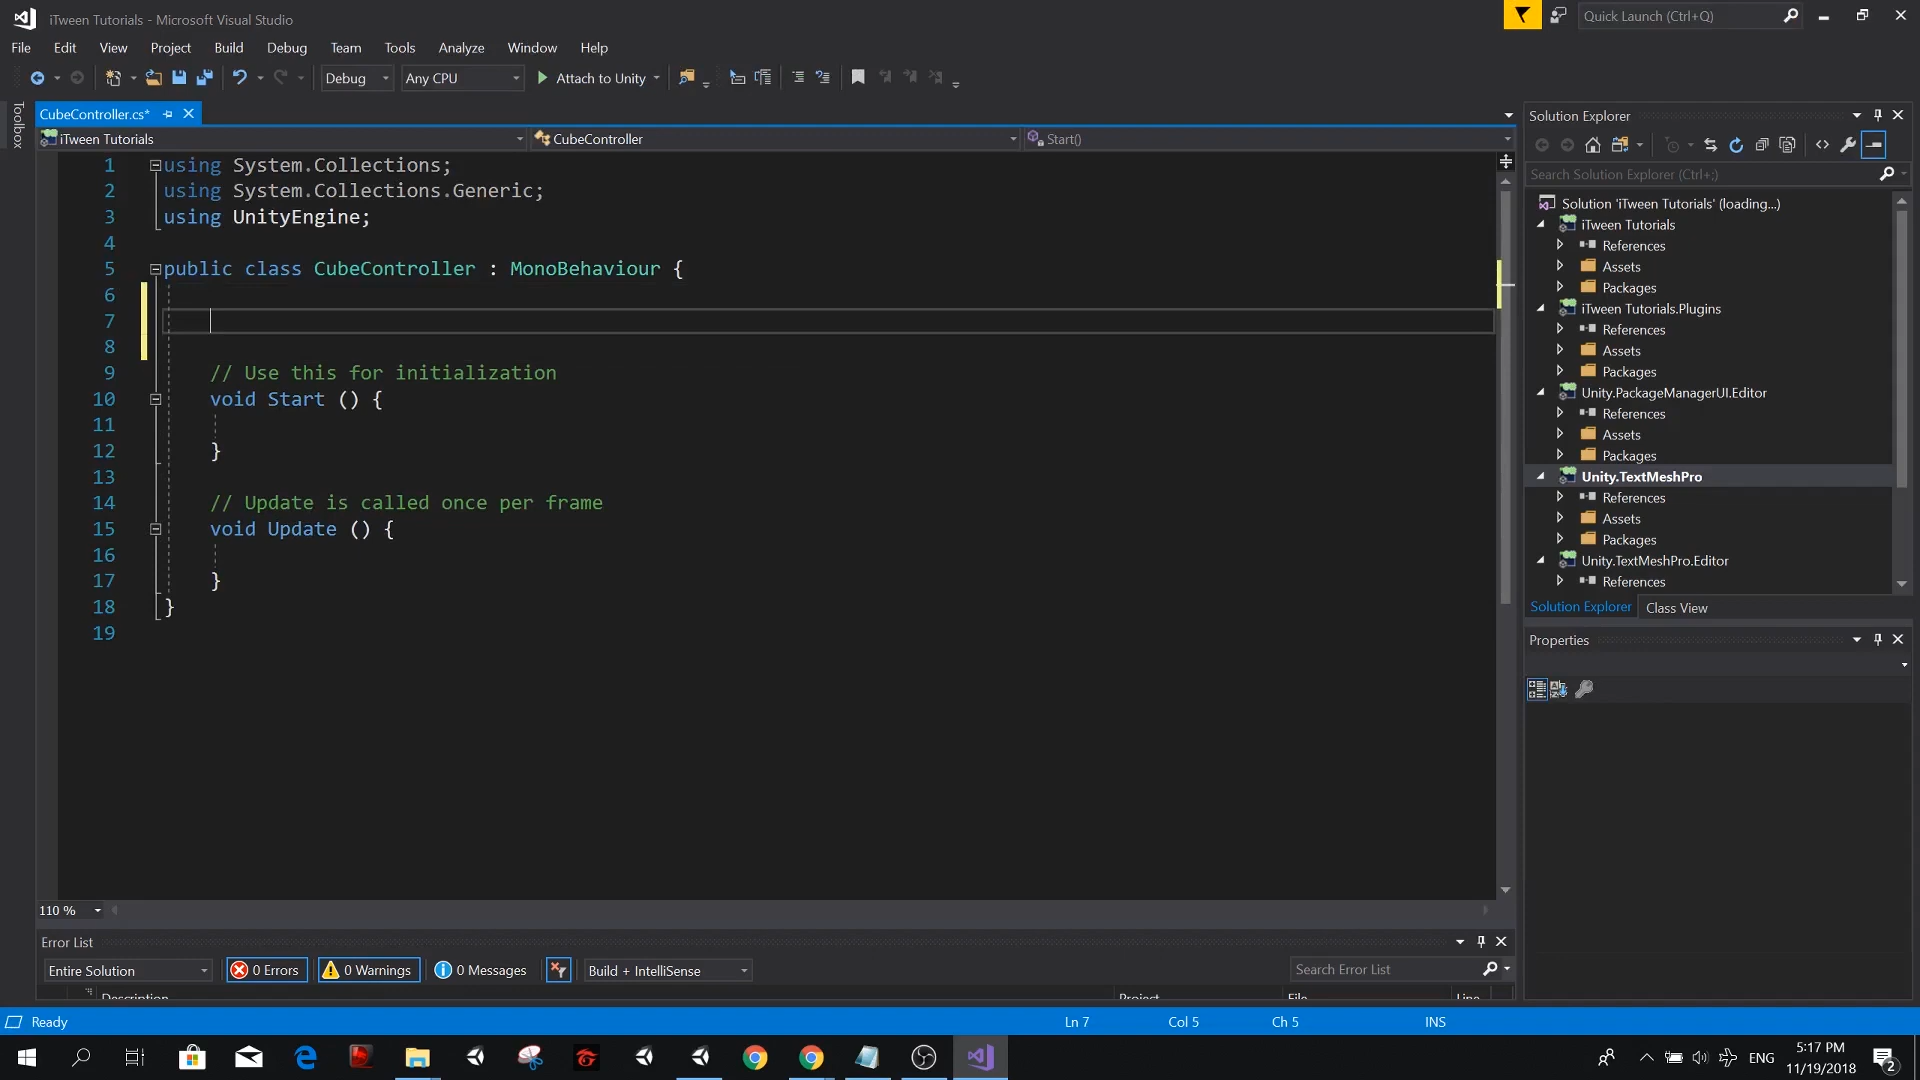 iTween Tutorials - Microsoft Visual Studio
Quick Launch (Ctrl+Q)
File Edit View Project Build Debug Team Tools Analyze Window Help
Debug Any CPU Attach to Unity
Toolbox
CubeController.cs*
iTween Tutorials CubeController Start()
1 using System.Collections;
2 using System.Collections.Generic;
3 using UnityEngine;
4
5 public class CubeController : MonoBehaviour {
6
7
8
9 // Use this for initialization
10 void Start () {
11
12 }
13
14 // Update is called once per frame
15 void Update () {
16
17 }
18 }
19
110 %
Solution Explorer
Search Solution Explorer (Ctrl+;)
Solution 'iTween Tutorials' (loading...)
iTween Tutorials
References
Assets
Packages
iTween Tutorials.Plugins
References
Assets
Packages
Unity.PackageManagerUI.Editor
References
Assets
Packages
Unity.TextMeshPro
References
Assets
Packages
Unity.TextMeshPro.Editor
References
Solution Explorer Class View
Properties
Error List
Entire Solution 0 Errors 0 Warnings 0 Messages Build + IntelliSense Search Error List
Description Project File Line
Ready Ln 7 Col 5 Ch 5 INS
ENG
5:17 PM
11/19/2018
2